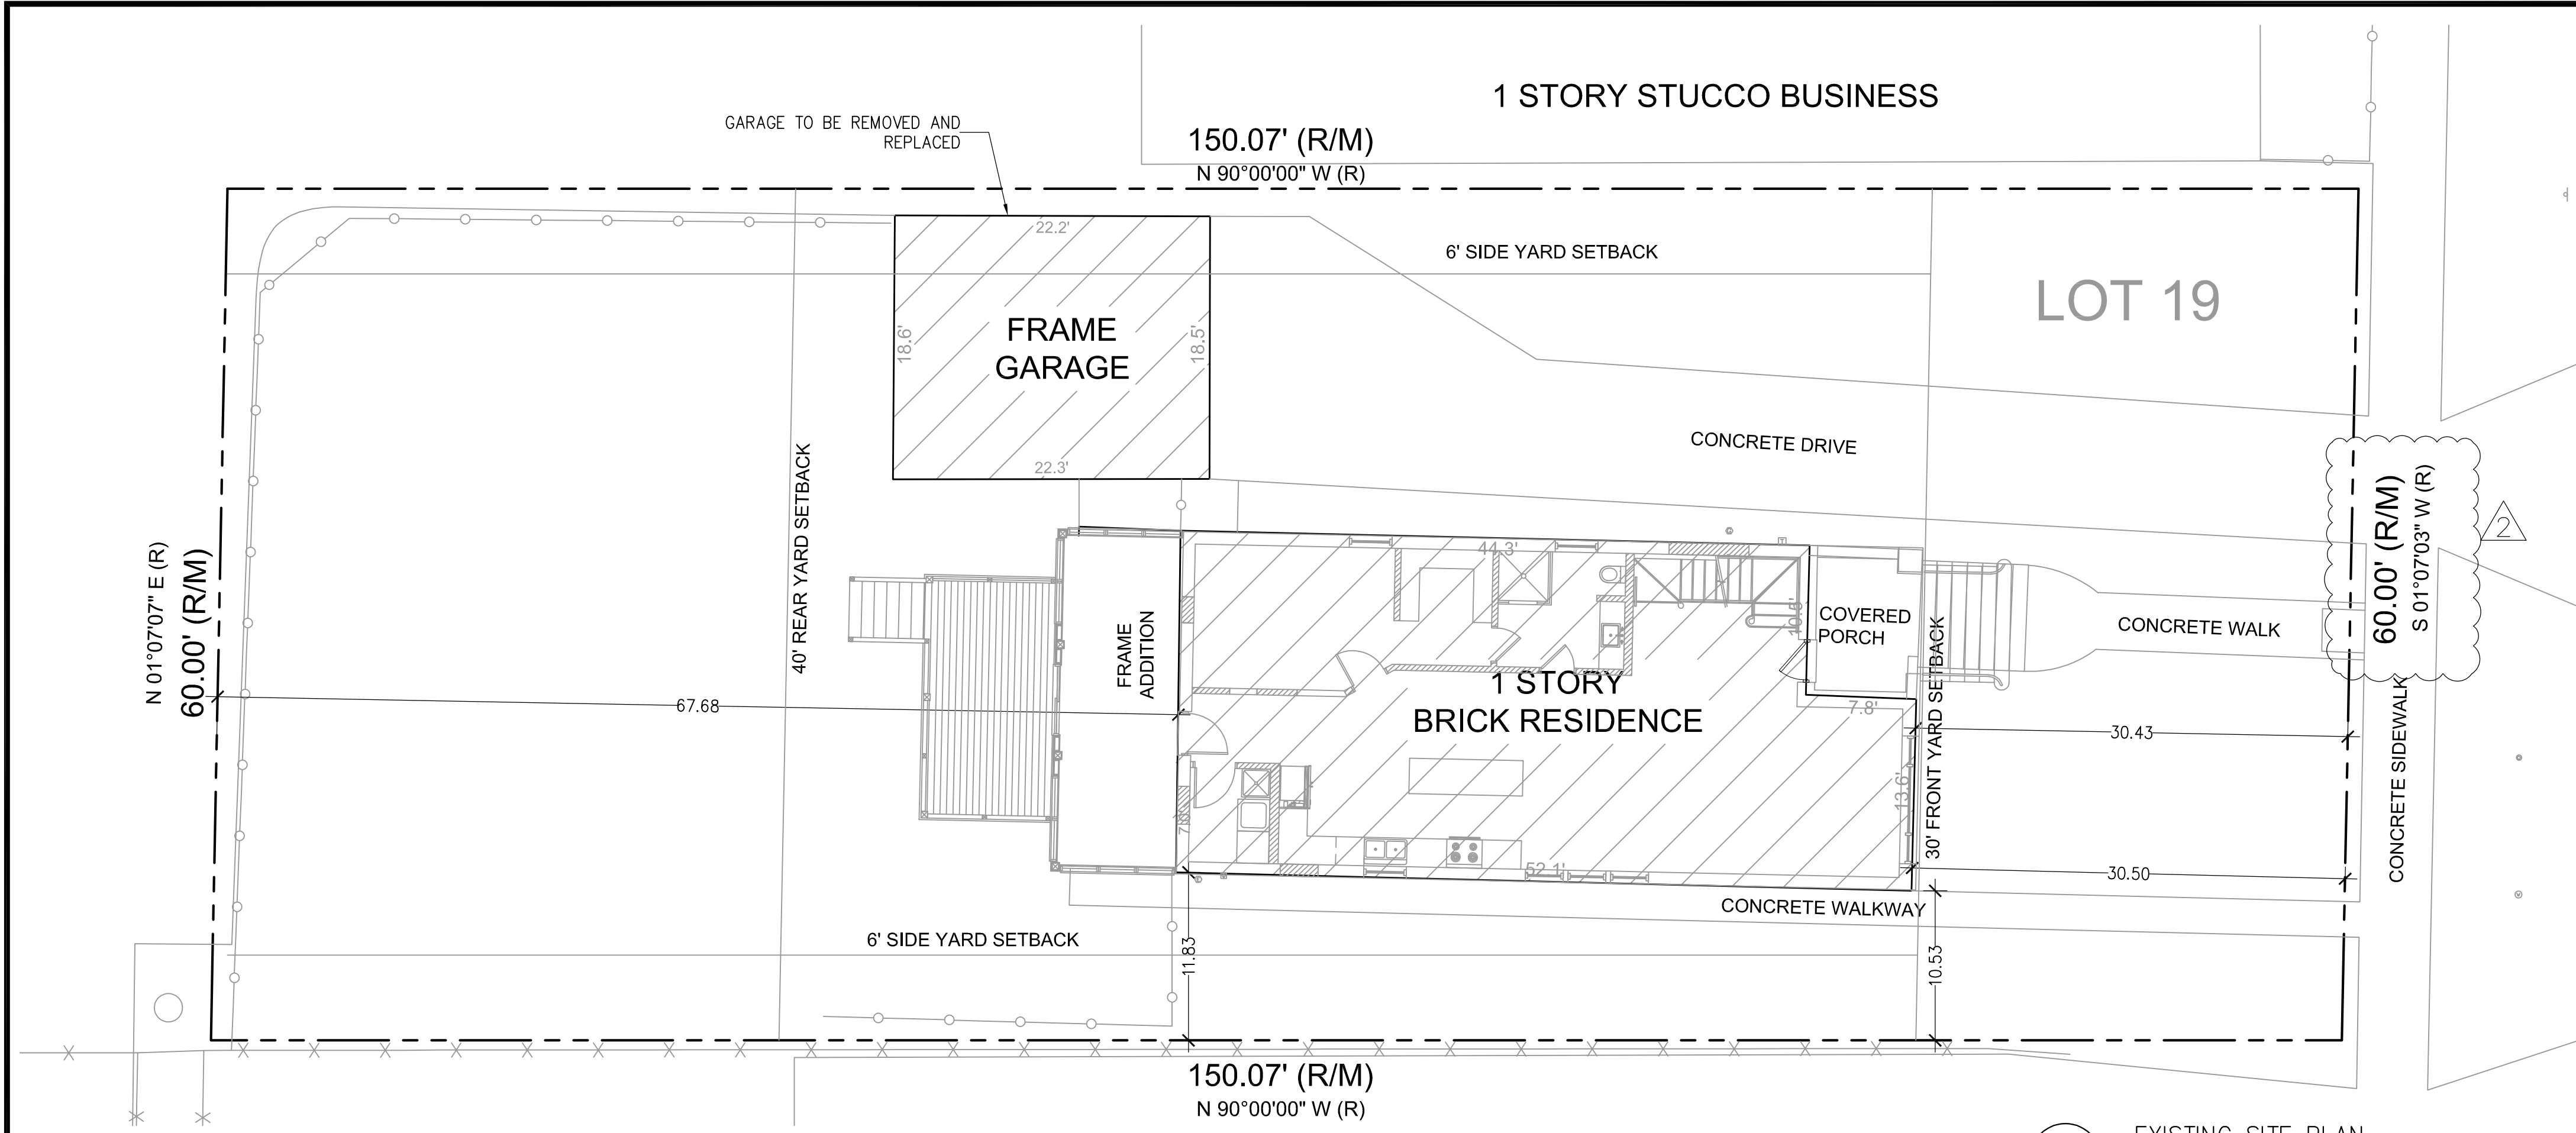 1 STORY STUCCO BUSINESS
GARAGE TO BE REMOVED AND
REPLACED
150.07' (R/M)
N 90°00'00" W (R)
22.2'
6' SIDE YARD SETBACK
LOT 19
FRAME
GARAGE
18.6'
18.5'
22.3'
CONCRETE DRIVE
40' REAR YARD SETBACK
N 01°07'07" E (R)
60.00' (R/M)
60.00' (R/M)
S 01°07'03" W (R)
2
44.3'
FRAME
ADDITION
COVERED
PORCH
CONCRETE WALK
1 STORY
BRICK RESIDENCE
67.68
7.8'
30' FRONT YARD SETBACK
30.43
CONCRETE SIDEWALK
13.6'
52.1'
30.50
CONCRETE WALKWAY
6' SIDE YARD SETBACK
11.83
10.53
150.07' (R/M)
N 90°00'00" W (R)
EXISTING SITE PLAN